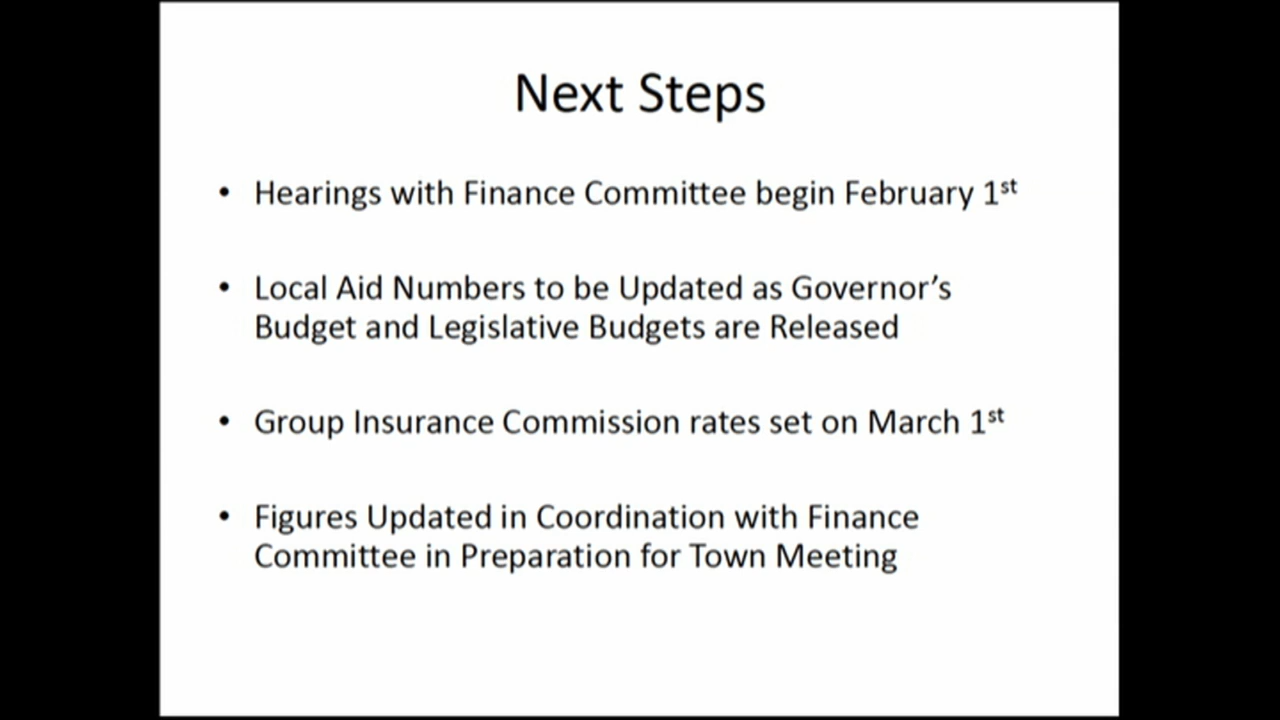 Next Steps
• Hearings with Finance Committee begin February 1st
• Local Aid Numbers to be Updated as Governor’s
Budget and Legislative Budgets are Released
• Group Insurance Commission rates set on March 1st
• Figures Updated in Coordination with Finance
Committee in Preparation for Town Meeting